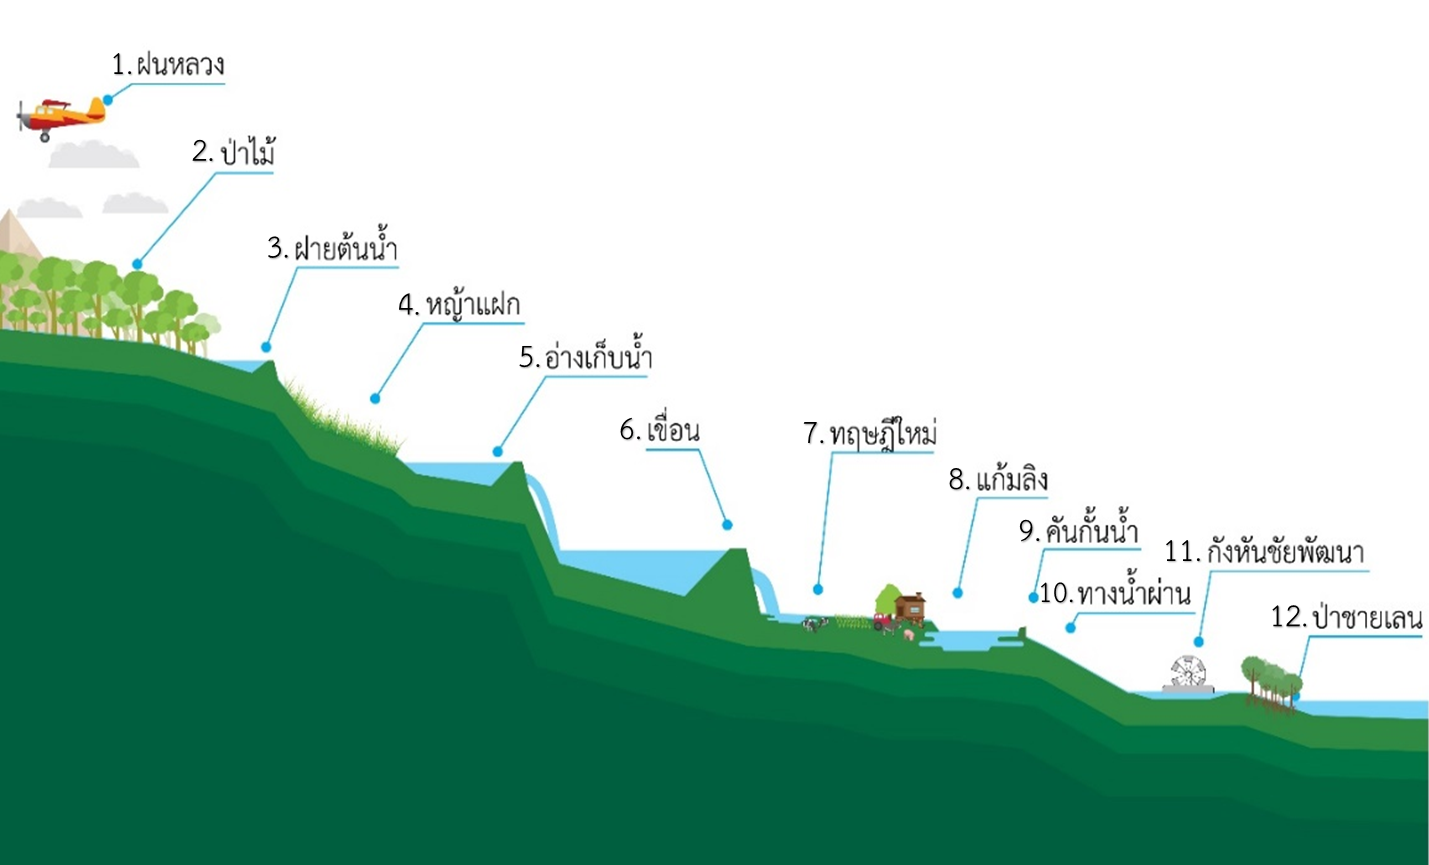 1. ฝนหลวง
2. ป่าไม้
3. ฝายต้นน้ำ
4. หญ้าแฝก
5. อ่างเก็บน้ำ
6. เขื่อน
7. ทฤษฎีใหม่
8. แก้มลิง
9. คันกั้นน้ำ
10. ทางน้ำผ่าน
11. กังหันชัยพัฒนา
12. ป่าชายเลน